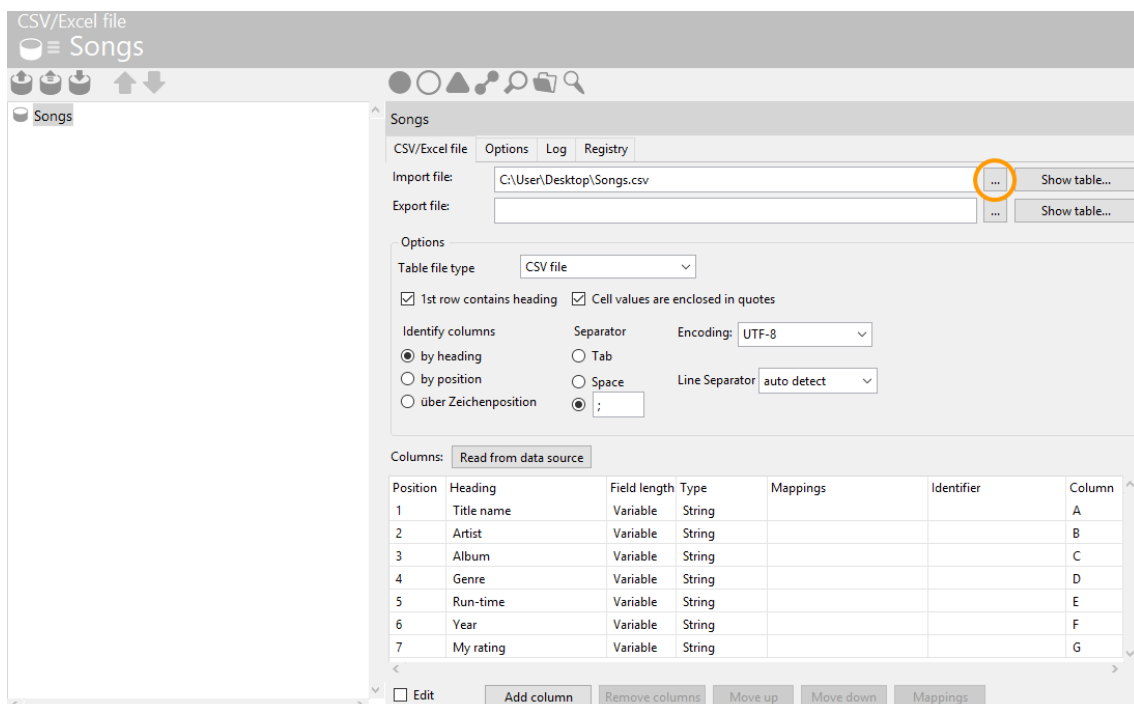 CSV/Excel file
Songs
Songs
Songs
CSV/Excel file Options Log Registry
Import file: C:\User\Desktop\Songs.csv ... Show table...
Export file: ... Show table...
Options
Table file type CSV file
1st row contains heading Cell values are enclosed in quotes
Identify columns Separator Encoding: UTF-8
by heading Tab
by position Space Line Separator auto detect
über Zeichenposition ;
Columns: Read from data source
Position Heading Field length Type Mappings Identifier Column
1 Title name Variable String A
2 Artist Variable String B
3 Album Variable String C
4 Genre Variable String D
5 Run-time Variable String E
6 Year Variable String F
7 My rating Variable String G
Edit Add column Remove columns Move up Move down Mappings